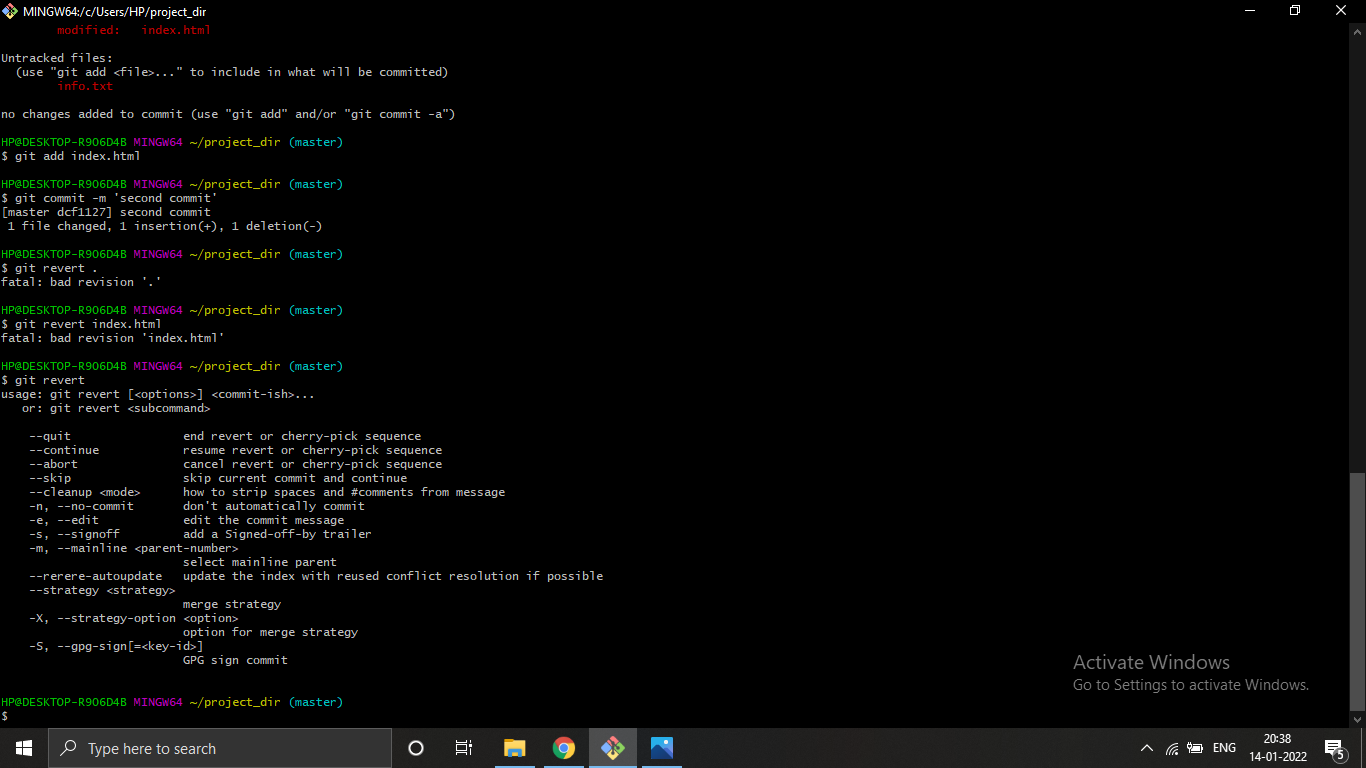 MINGW64:/c/Users/HP/project_dir
        modified:   index.html
Untracked files:
  (use "git add <file>..." to include in what will be committed)
        info.txt
no changes added to commit (use "git add" and/or "git commit -a")
HP@DESKTOP-R9O6D4B MINGW64 ~/project_dir (master)
$ git add index.html
HP@DESKTOP-R9O6D4B MINGW64 ~/project_dir (master)
$ git commit -m 'second commit'
[master dcf1127] second commit
 1 file changed, 1 insertion(+), 1 deletion(-)
HP@DESKTOP-R9O6D4B MINGW64 ~/project_dir (master)
$ git revert .
fatal: bad revision '.'
HP@DESKTOP-R9O6D4B MINGW64 ~/project_dir (master)
$ git revert index.html
fatal: bad revision 'index.html'
HP@DESKTOP-R9O6D4B MINGW64 ~/project_dir (master)
$ git revert
usage: git revert [<options>] <commit-ish>...
   or: git revert <subcommand>
    --quit                end revert or cherry-pick sequence
    --continue            resume revert or cherry-pick sequence
    --abort               cancel revert or cherry-pick sequence
    --skip                skip current commit and continue
    --cleanup <mode>      how to strip spaces and #comments from message
    -n, --no-commit       don't automatically commit
    -e, --edit            edit the commit message
    -s, --signoff         add a Signed-off-by trailer
    -m, --mainline <parent-number>
                          select mainline parent
    --rerere-autoupdate   update the index with reused conflict resolution if possible
    --strategy <strategy>
                          merge strategy
    -X, --strategy-option <option>
                          option for merge strategy
    -S, --gpg-sign[=<key-id>]
                          GPG sign commit
HP@DESKTOP-R9O6D4B MINGW64 ~/project_dir (master)
$
Activate Windows
Go to Settings to activate Windows.
Type here to search
ENG
20:38
14-01-2022
5